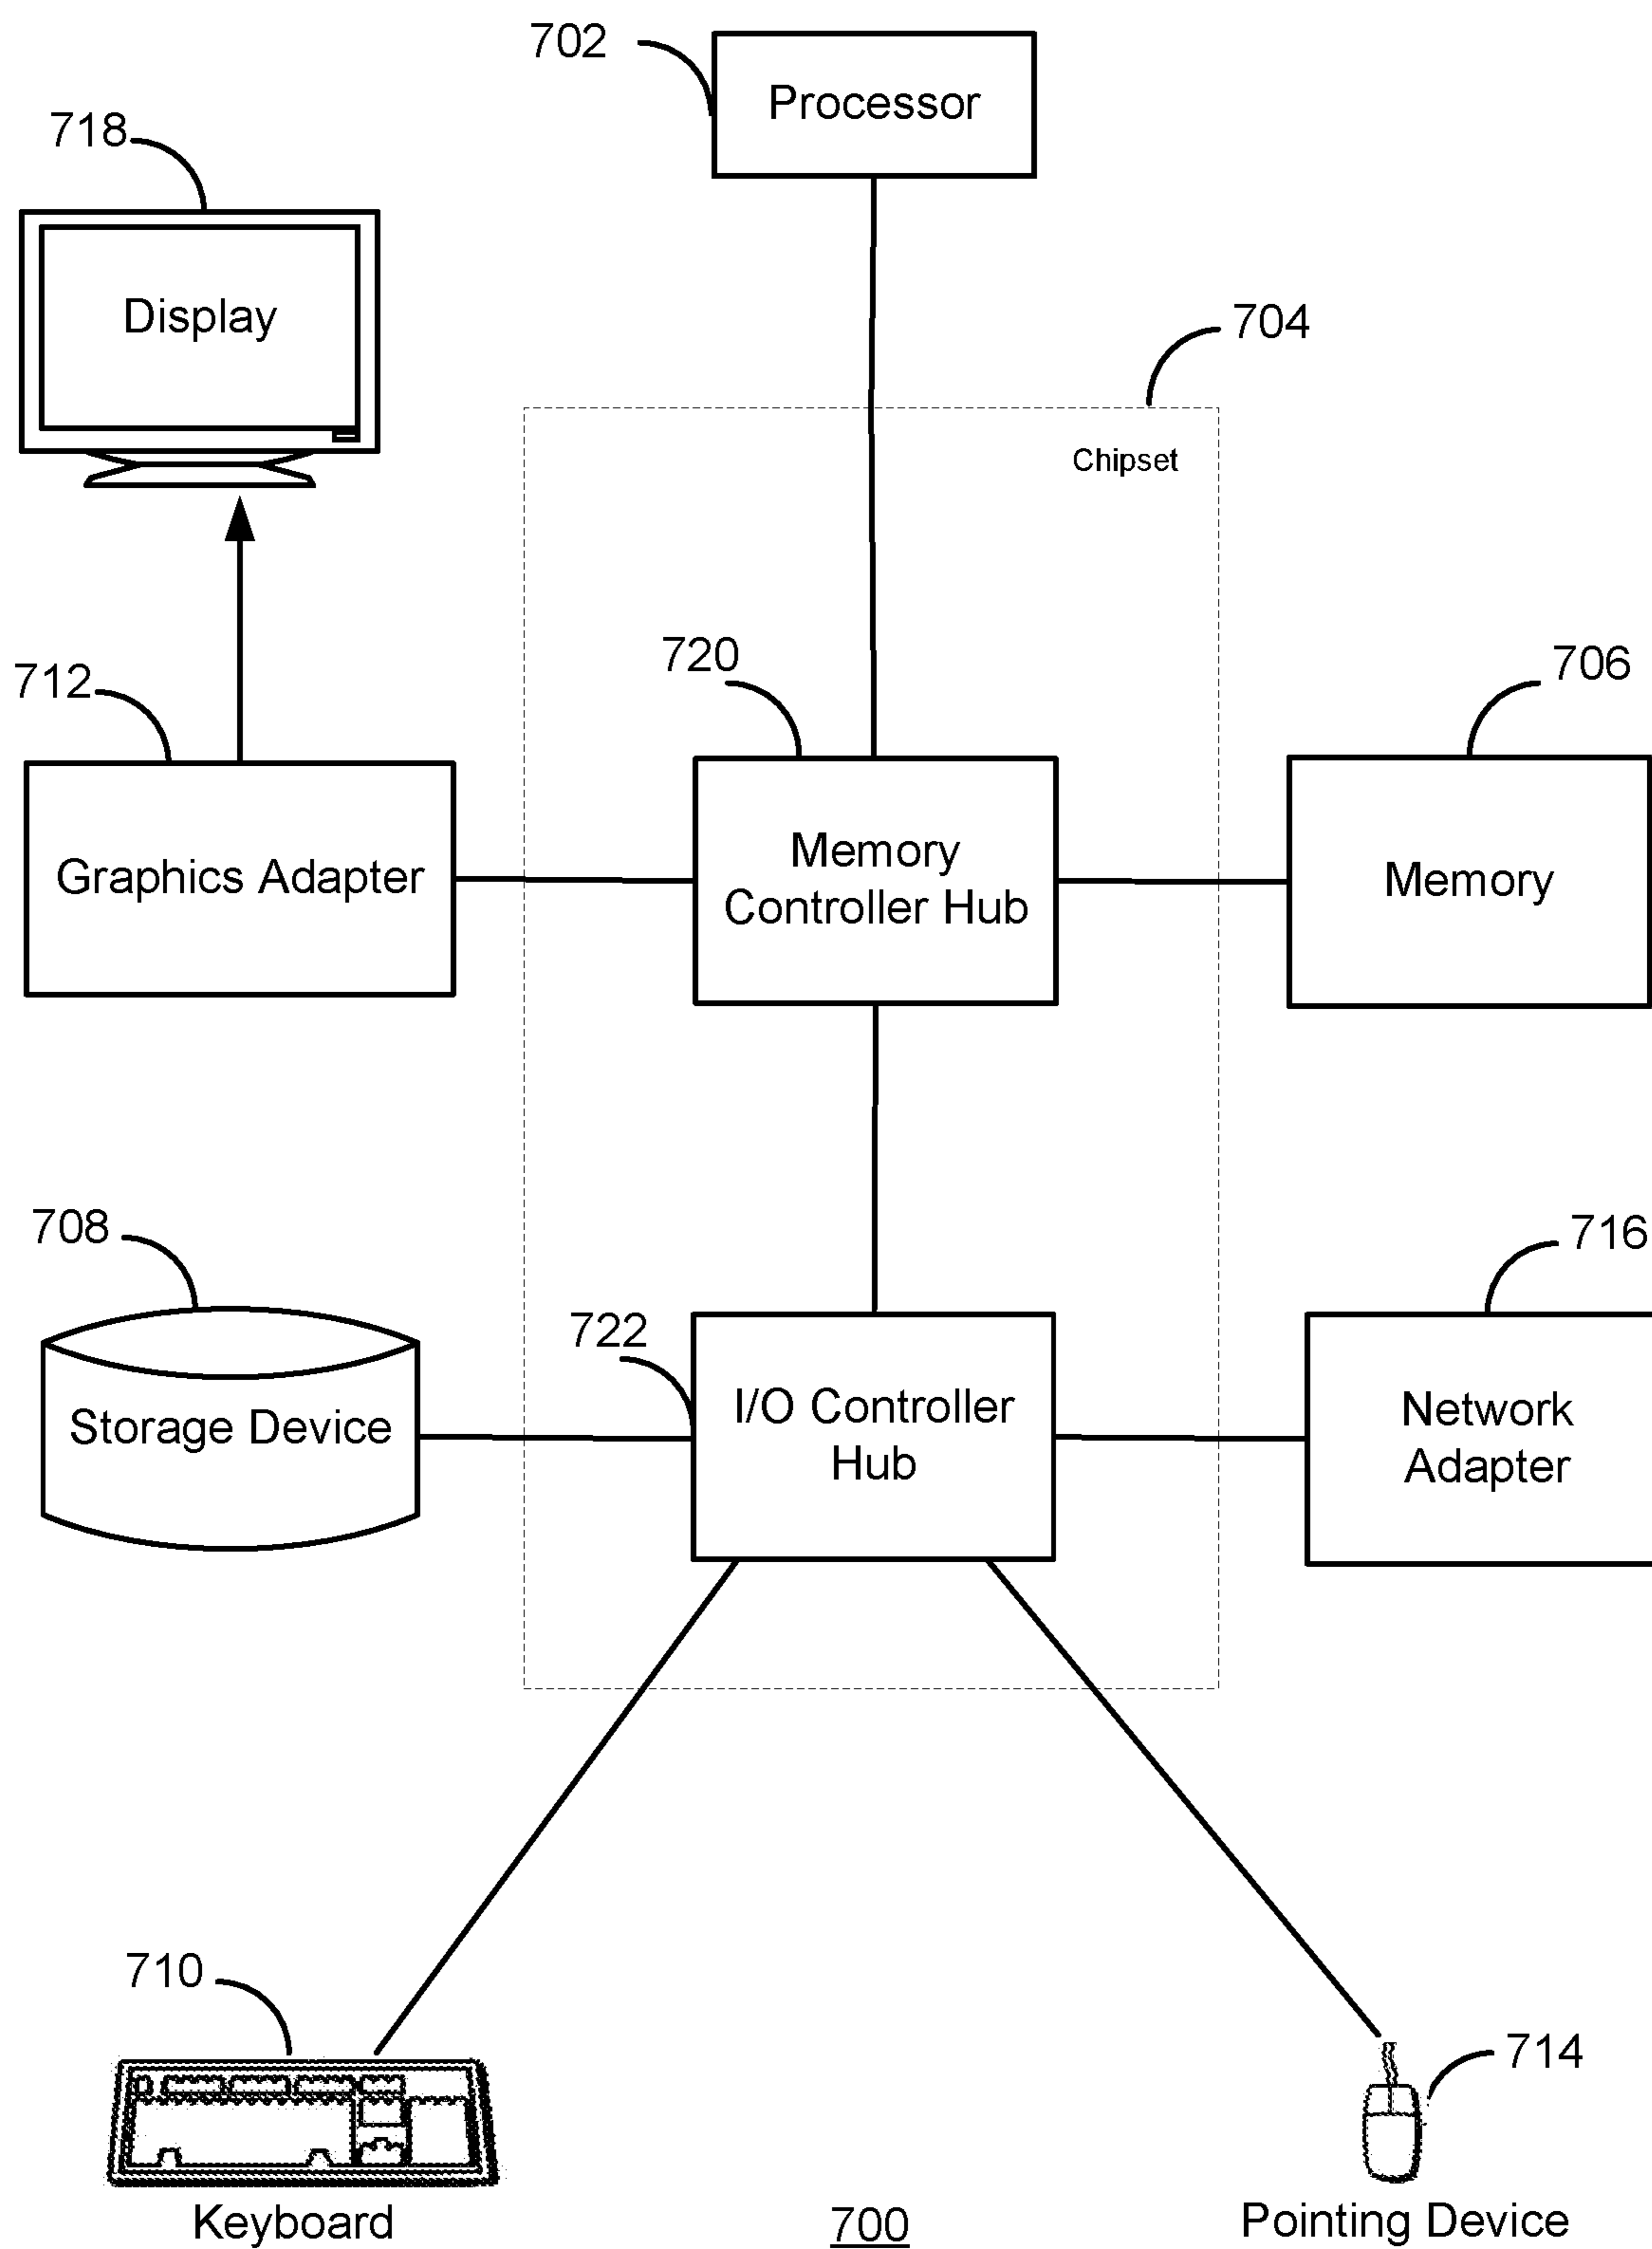 702
Processor
718
Display
704
Chipset
720
712
706
Graphics Adapter
Memory
Controller Hub
Memory
708
716
722
Storage Device
I/O Controller
Hub
Network
Adapter
710
714
Keyboard
700
Pointing Device